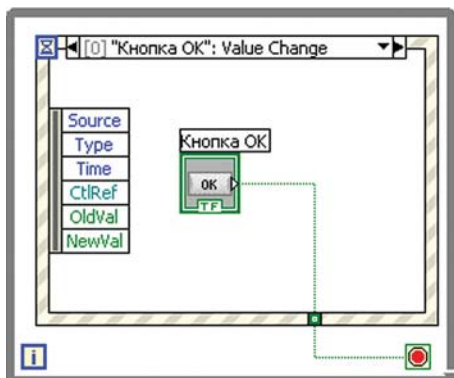 [0] "Кнопка ОК": Value Change
Source
Type
Time
CtlRef
OldVal
NewVal
Кнопка ОК
OK
TF
i